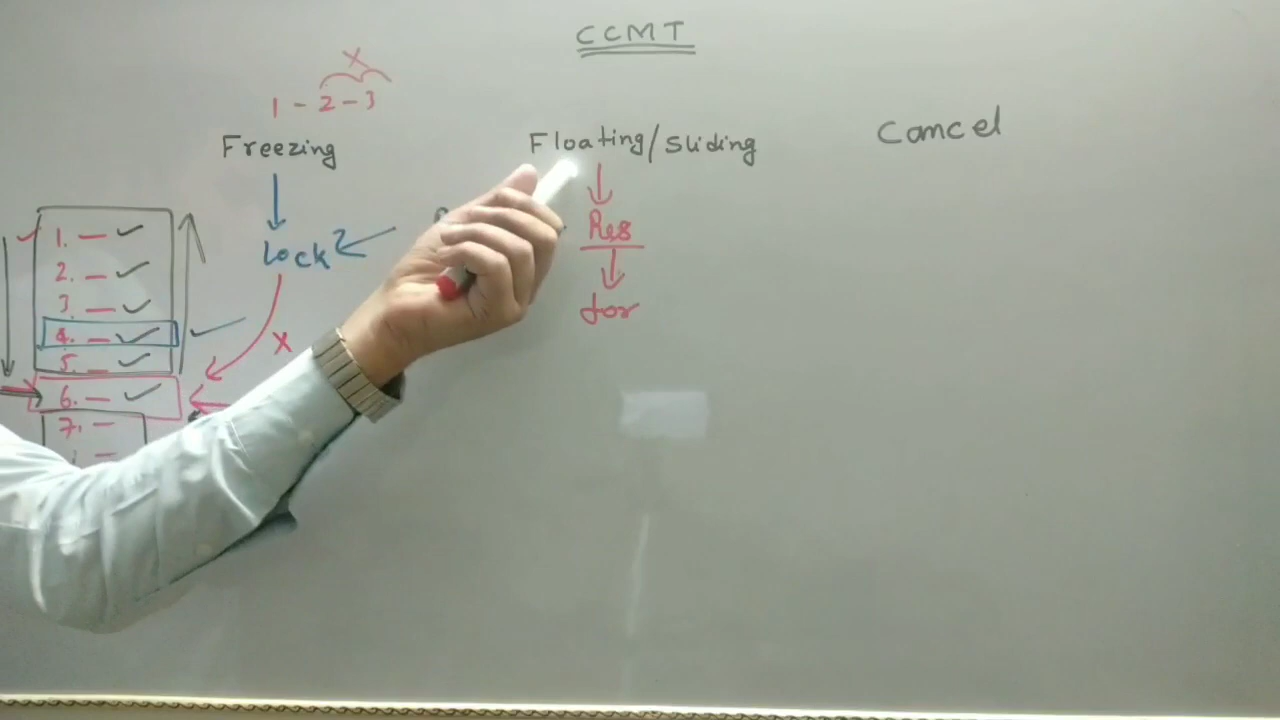 CCMT
x
1 - 2 - 3
Freezing
Floating/Sliding
Cancel
Lock
Res
for
x
1. — ✓
2. — ✓
3. — ✓
4. — ✓
5. — ✓
6. — ✓
7. —